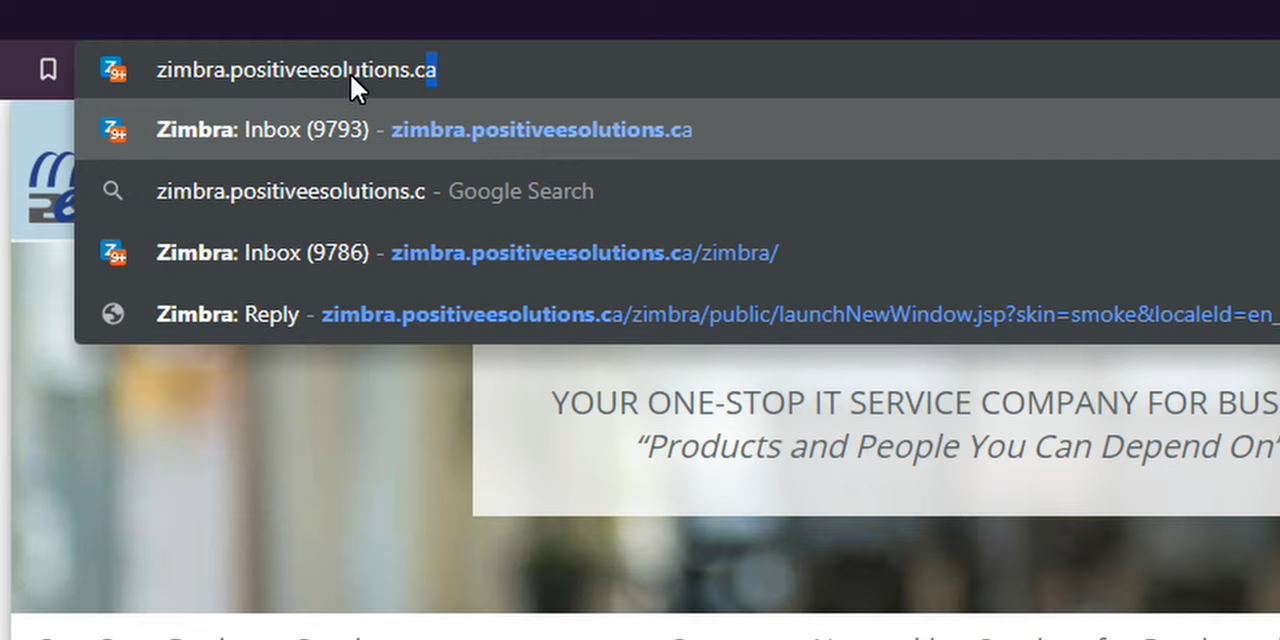 zimbra.positiveesolutions.ca
Zimbra: Inbox (9793) - zimbra.positiveesolutions.ca
zimbra.positiveesolutions.c - Google Search
Zimbra: Inbox (9786) - zimbra.positiveesolutions.ca/zimbra/
Zimbra: Reply - zimbra.positiveesolutions.ca/zimbra/public/launchNewWindow.jsp?skin=smoke&localeId=en_
YOUR ONE-STOP IT SERVICE COMPANY FOR BUS
“Products and People You Can Depend On”